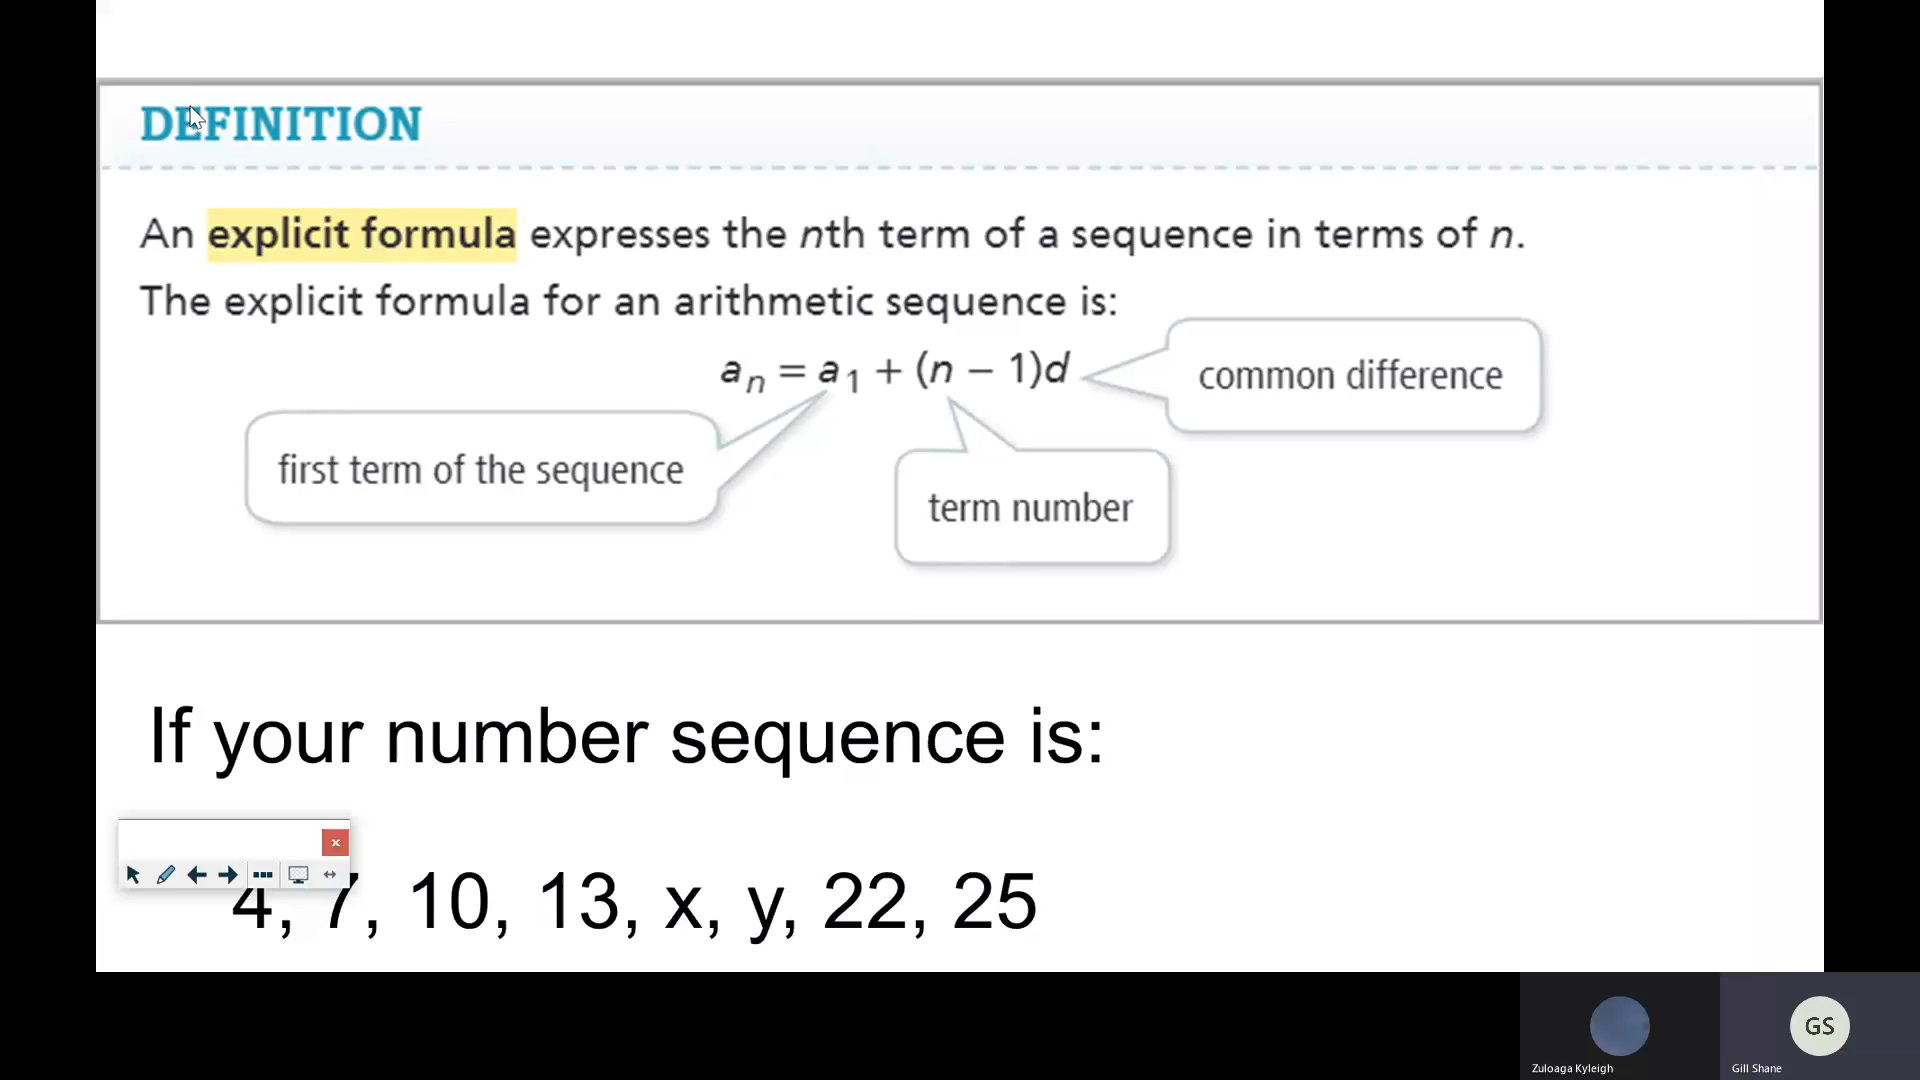 DEFINITION
An explicit formula expresses the nth term of a sequence in terms of n.
The explicit formula for an arithmetic sequence is:
aₙ = a₁ + (n − 1)d
common difference
first term of the sequence
term number
If your number sequence is:
4, 7, 10, 13, x, y, 22, 25
GS
Zuloaga Kyleigh
Gill Shane